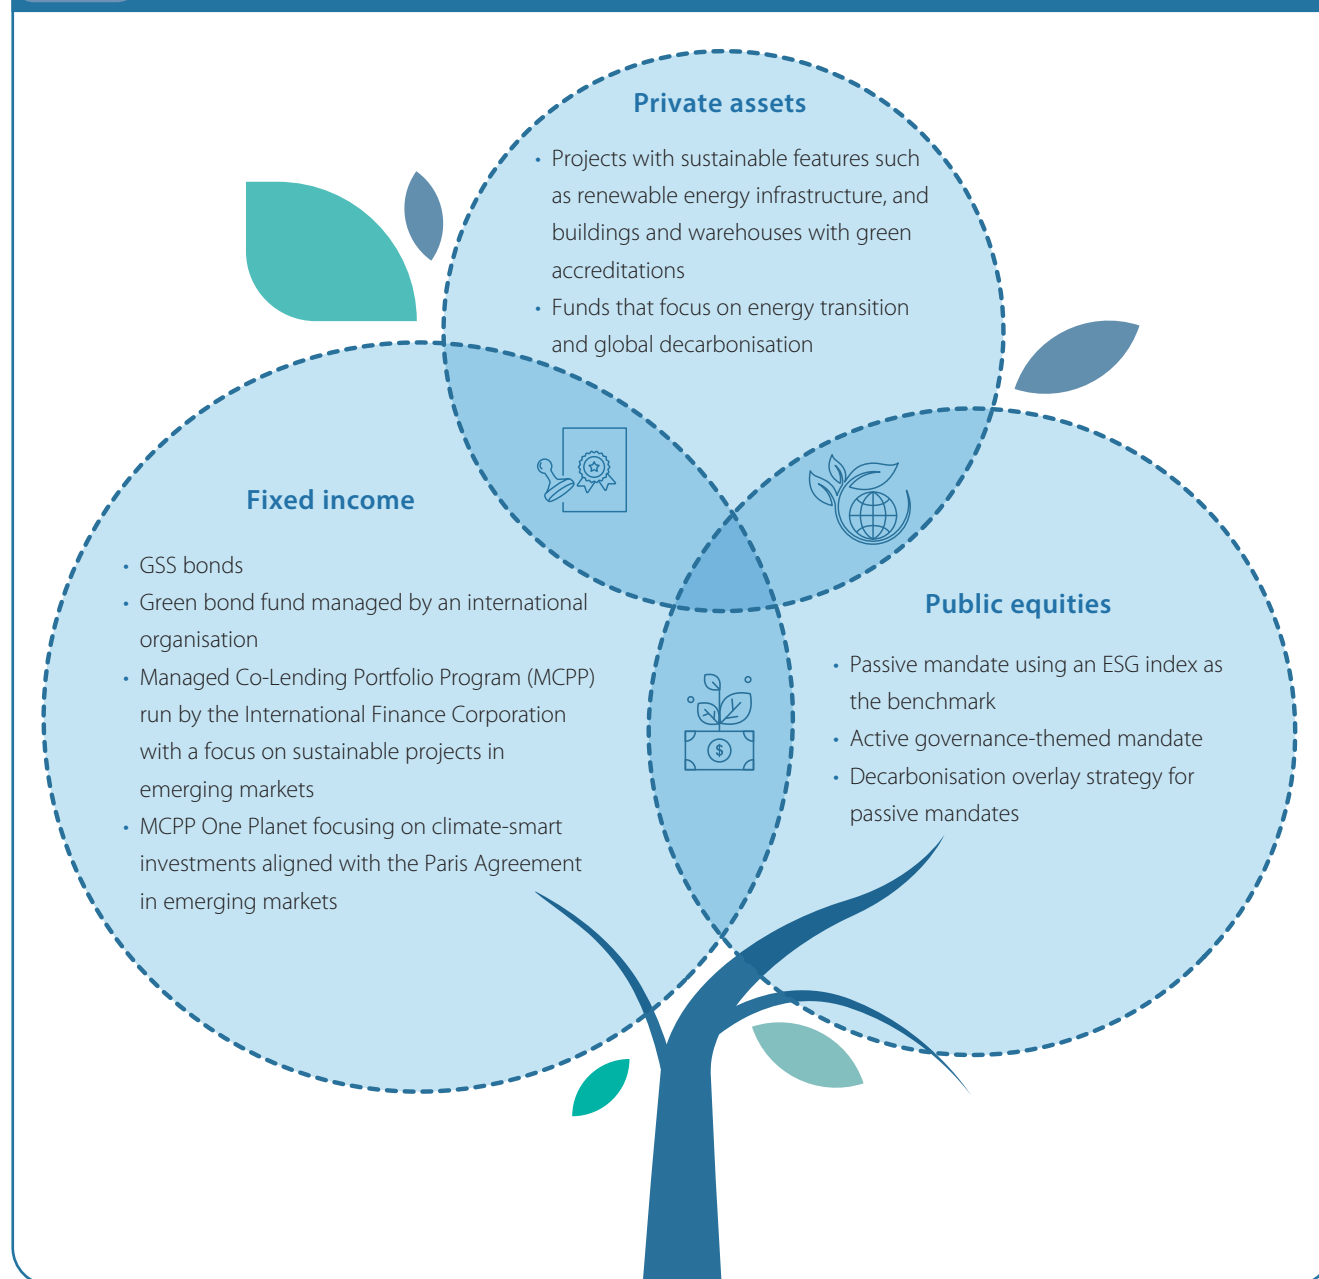 Private assets
• Projects with sustainable features such
as renewable energy infrastructure, and
buildings and warehouses with green
accreditations
• Funds that focus on energy transition
and global decarbonisation
Fixed income
• GSS bonds
• Green bond fund managed by an international
organisation
• Managed Co-Lending Portfolio Program (MCPP)
run by the International Finance Corporation
with a focus on sustainable projects in
emerging markets
• MCPP One Planet focusing on climate-smart
investments aligned with the Paris Agreement
in emerging markets
$
Public equities
• Passive mandate using an ESG index as
the benchmark
• Active governance-themed mandate
• Decarbonisation overlay strategy for
passive mandates